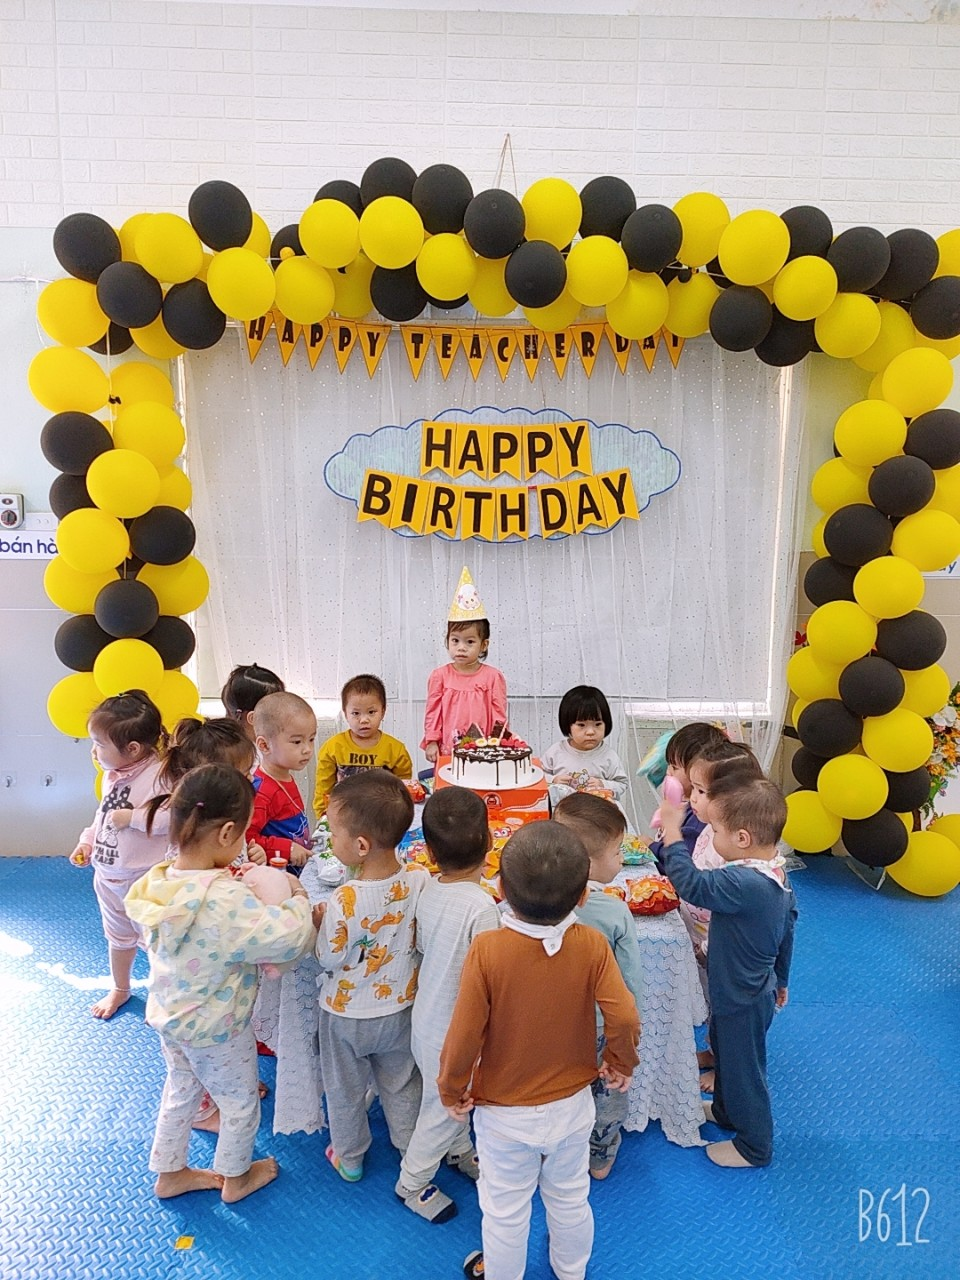 HAPPY TEACHER DAY
HAPPY
BIRTHDAY
bán hà
BOY
B612